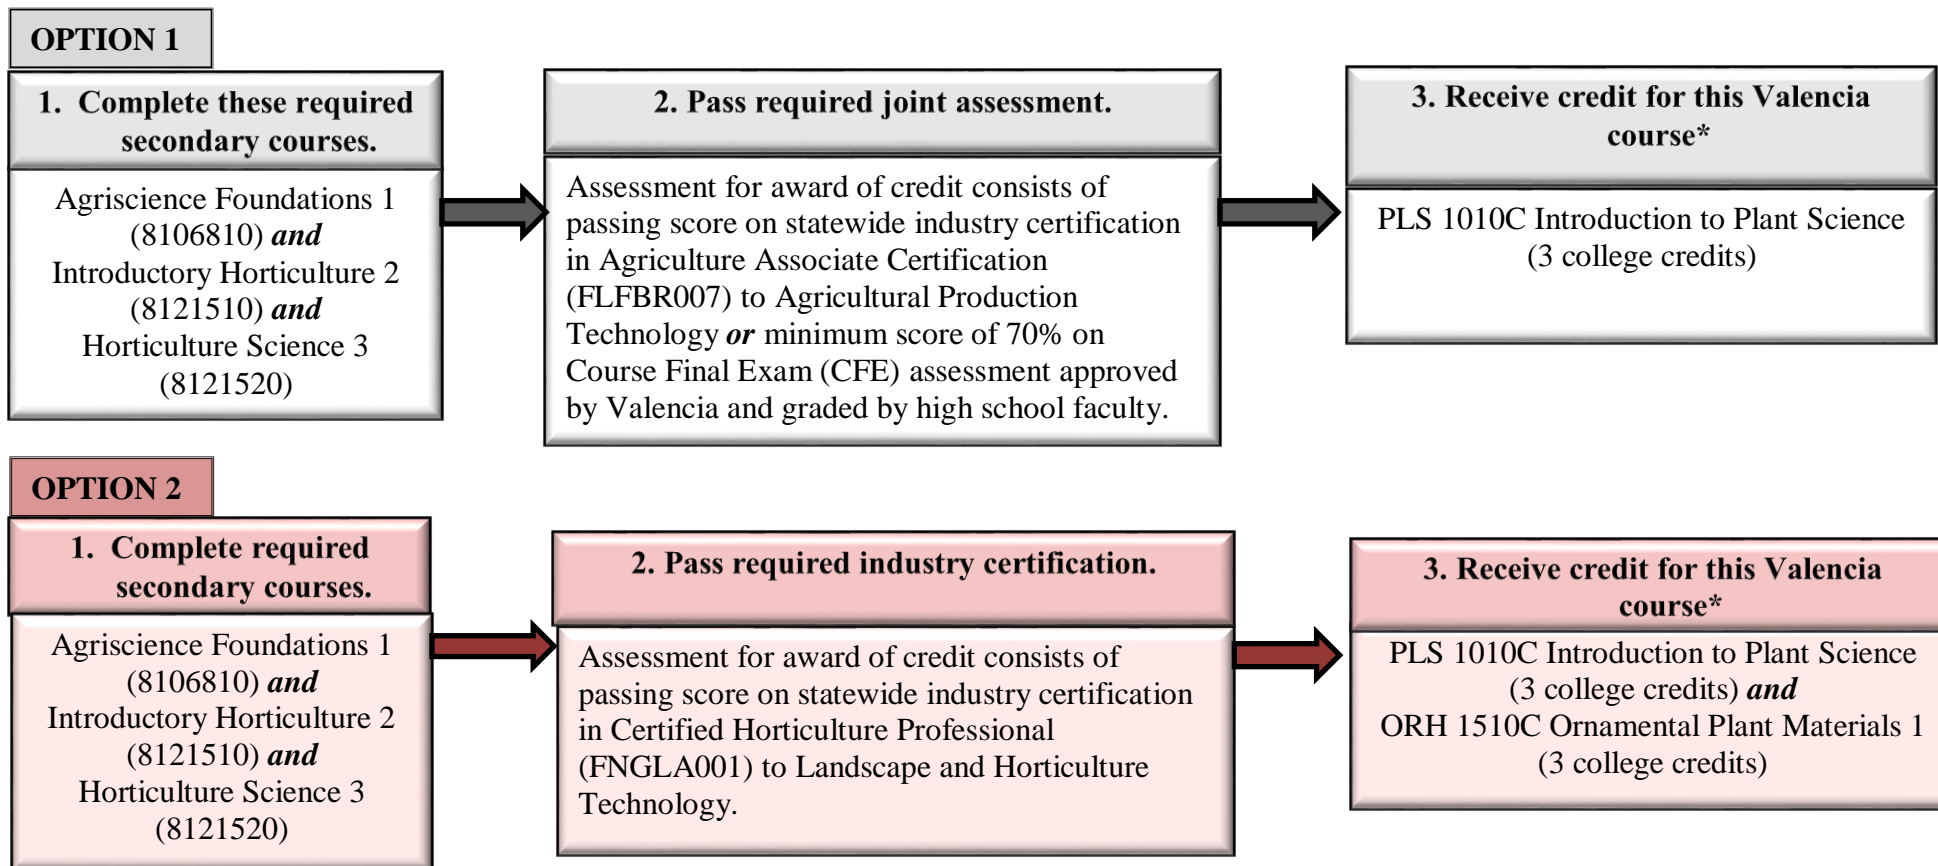 OPTION 1
1. Complete these required
secondary courses.
Agriscience Foundations 1
(8106810) and
Introductory Horticulture 2
(8121510) and
Horticulture Science 3
(8121520)
2. Pass required joint assessment.
Assessment for award of credit consists of
passing score on statewide industry certification
in Agriculture Associate Certification
(FLFBR007) to Agricultural Production
Technology or minimum score of 70% on
Course Final Exam (CFE) assessment approved
by Valencia and graded by high school faculty.
3. Receive credit for this Valencia
course*
PLS 1010C Introduction to Plant Science
(3 college credits)
OPTION 2
1. Complete required
secondary courses.
Agriscience Foundations 1
(8106810) and
Introductory Horticulture 2
(8121510) and
Horticulture Science 3
(8121520)
2. Pass required industry certification.
Assessment for award of credit consists of
passing score on statewide industry certification
in Certified Horticulture Professional
(FNGLA001) to Landscape and Horticulture
Technology.
3. Receive credit for this Valencia
course*
PLS 1010C Introduction to Plant Science
(3 college credits) and
ORH 1510C Ornamental Plant Materials 1
(3 college credits)